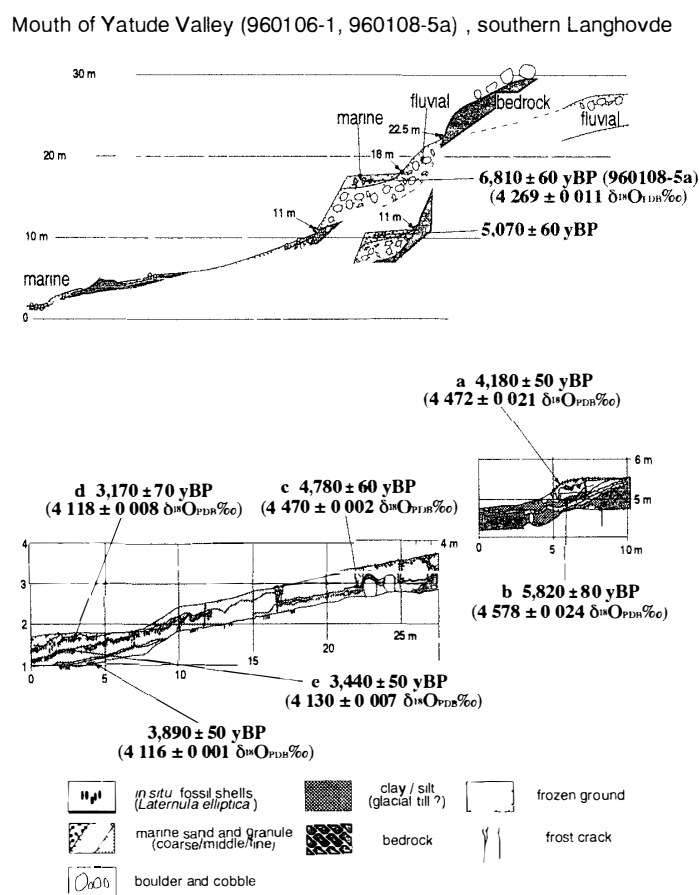 Mouth of Yatude Valley (960106-1, 960108-5a) , southern Langhovde
30 m
marine
fluvial
bedrock
fluvial
22.5 m
20 m
18 m
6,810 ± 60 yBP (960108-5a)
(4 269 ± 0 011 δ¹⁸OPDB‰)
11 m
11 m
5,070 ± 60 yBP
10 m
marine
0
a 4,180 ± 50 yBP
(4 472 ± 0 021 δ¹⁸OPDB‰)
6 m
5 m
0
5
10 m
b 5,820 ± 80 yBP
(4 578 ± 0 024 δ¹⁸OPDB‰)
d 3,170 ± 70 yBP
(4 118 ± 0 008 δ¹⁸OPDB‰)
c 4,780 ± 60 yBP
(4 470 ± 0 002 δ¹⁸OPDB‰)
4
4 m
3
2
1
0
5
10
15
20
25 m
e 3,440 ± 50 yBP
(4 130 ± 0 007 δ¹⁸OPDB‰)
3,890 ± 50 yBP
(4 116 ± 0 001 δ¹⁸OPDB‰)
in situ fossil shells
(Laternula elliptica)
clay / silt
(glacial till ?)
frozen ground
marine sand and granule
(coarse/middle/fine)
bedrock
frost crack
boulder and cobble